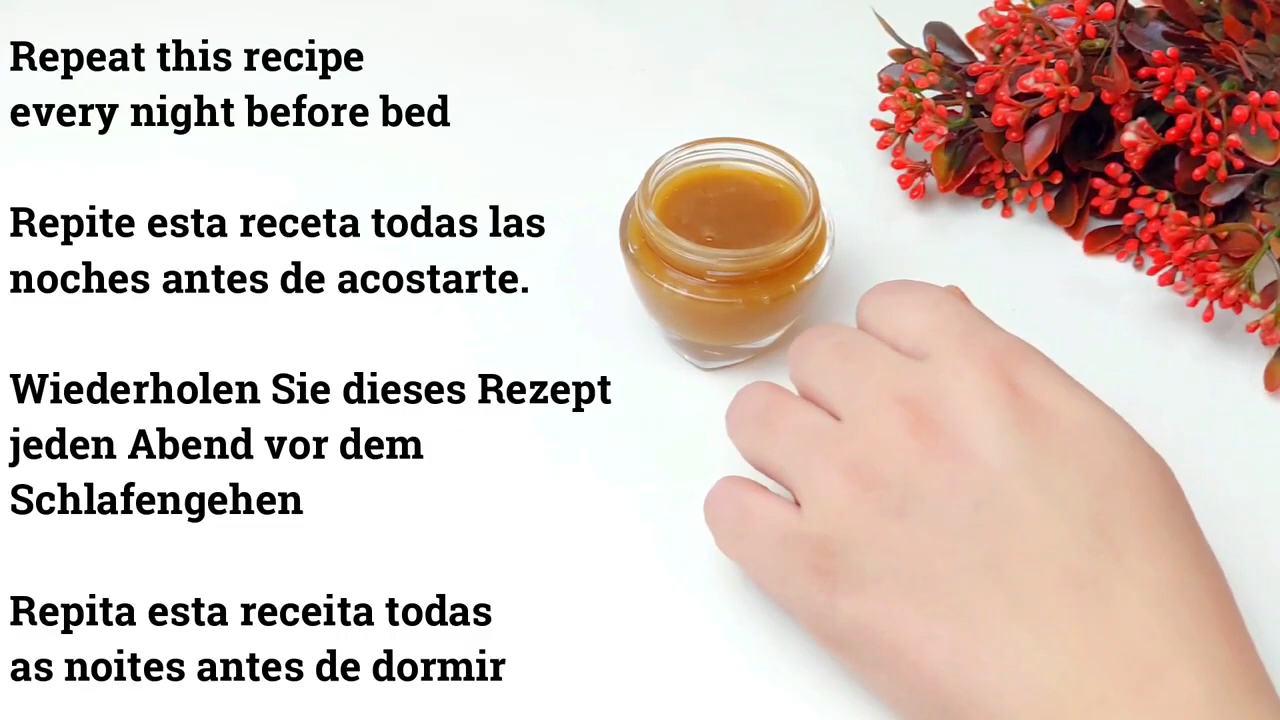 Repeat this recipe
every night before bed
Repite esta receta todas las
noches antes de acostarte.
Wiederholen Sie dieses Rezept
jeden Abend vor dem
Schlafengehen
Repita esta receita todas
as noites antes de dormir